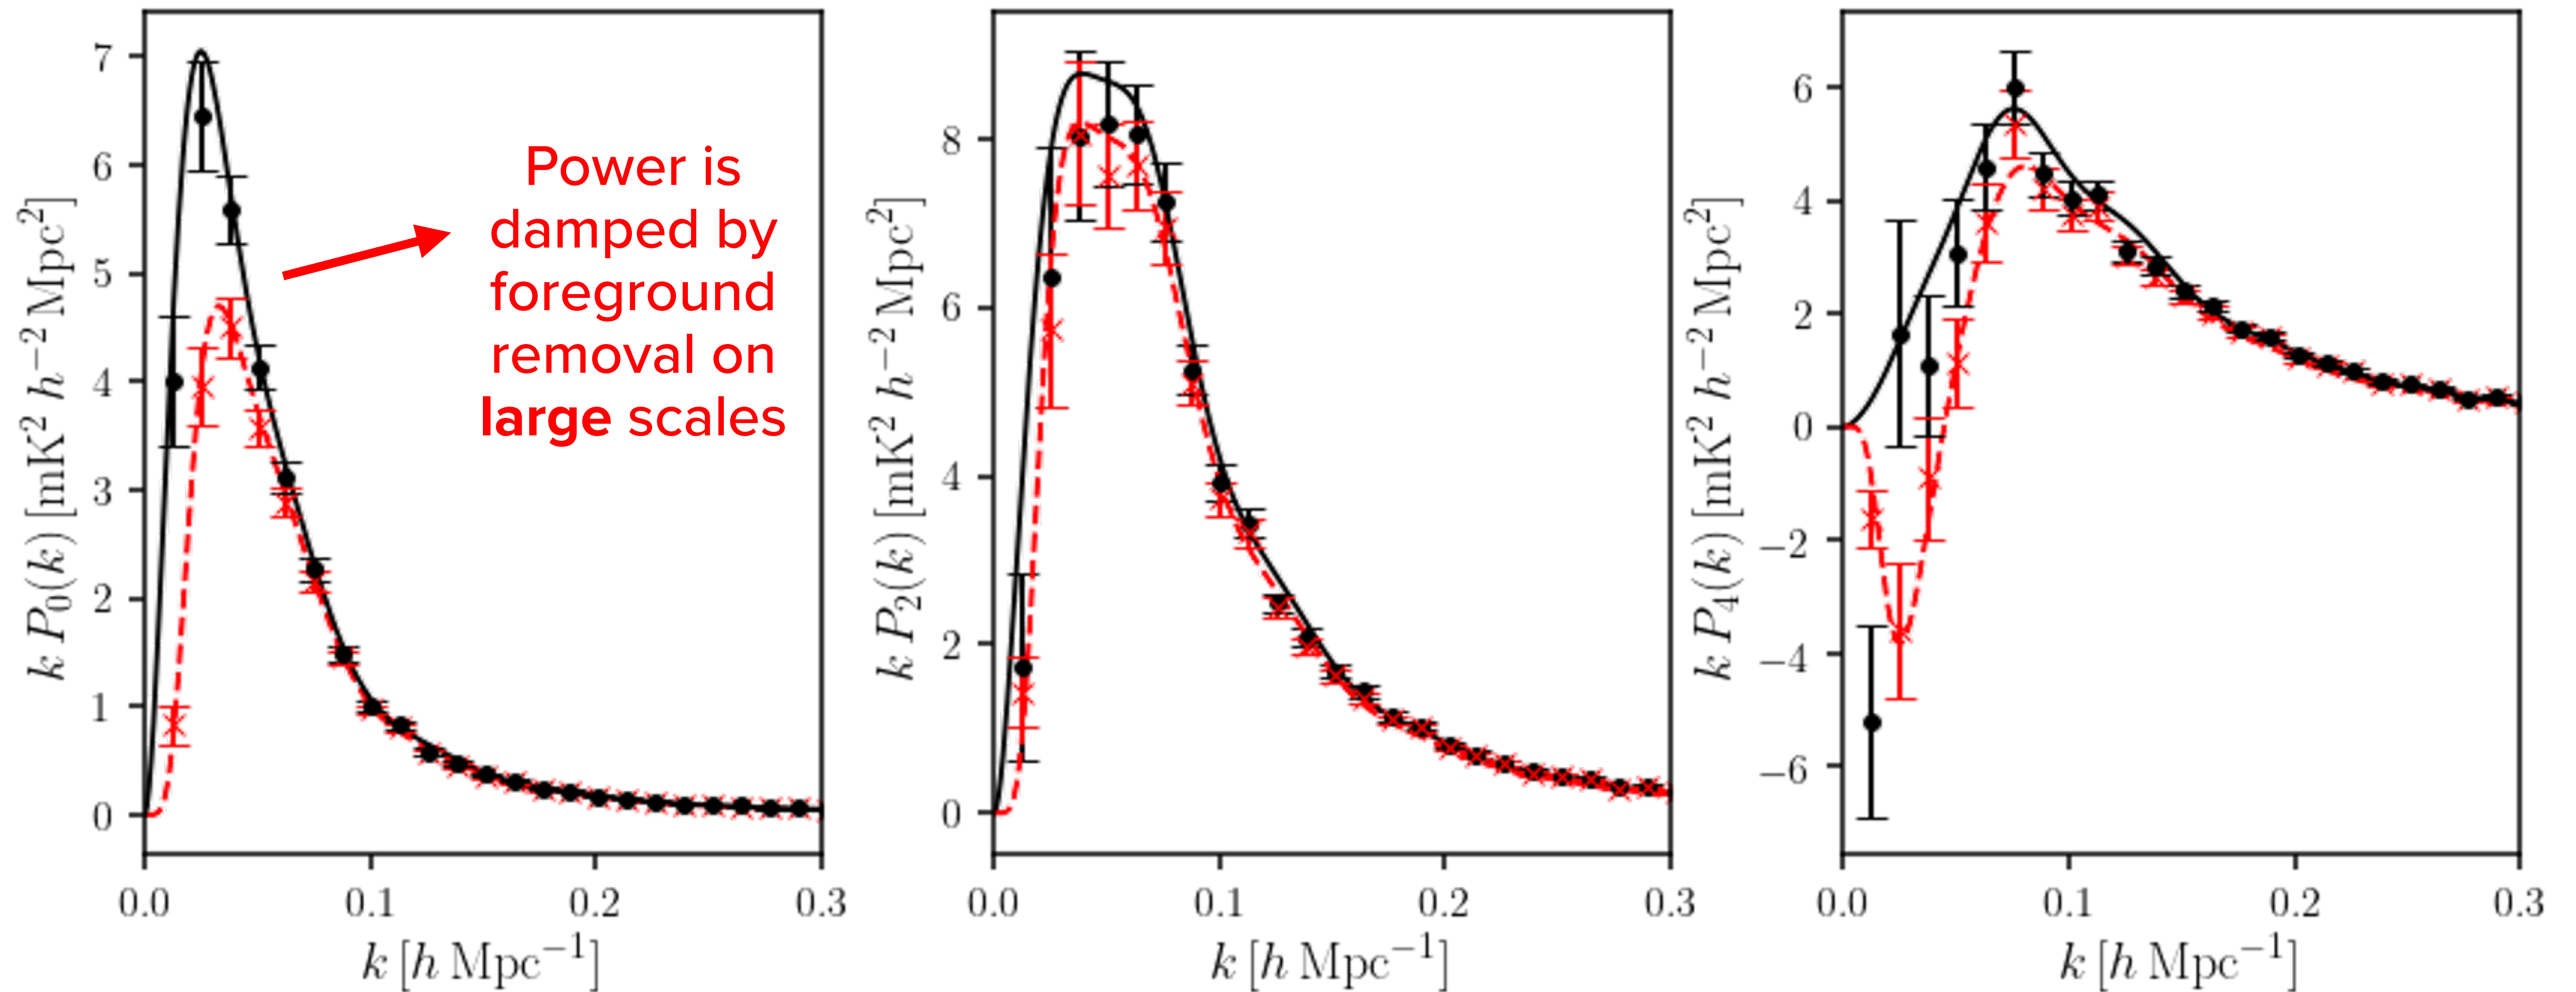 7
6
5
4
3
2
1
0
k P₀(k) [mK² h⁻² Mpc²]
0.0 0.1 0.2 0.3
k [h Mpc⁻¹]
Power is
damped by
foreground
removal on
large scales
8
6
4
2
0
k P₂(k) [mK² h⁻² Mpc²]
0.0 0.1 0.2 0.3
k [h Mpc⁻¹]
6
4
2
0
−2
−4
−6
k P₄(k) [mK² h⁻² Mpc²]
0.0 0.1 0.2 0.3
k [h Mpc⁻¹]